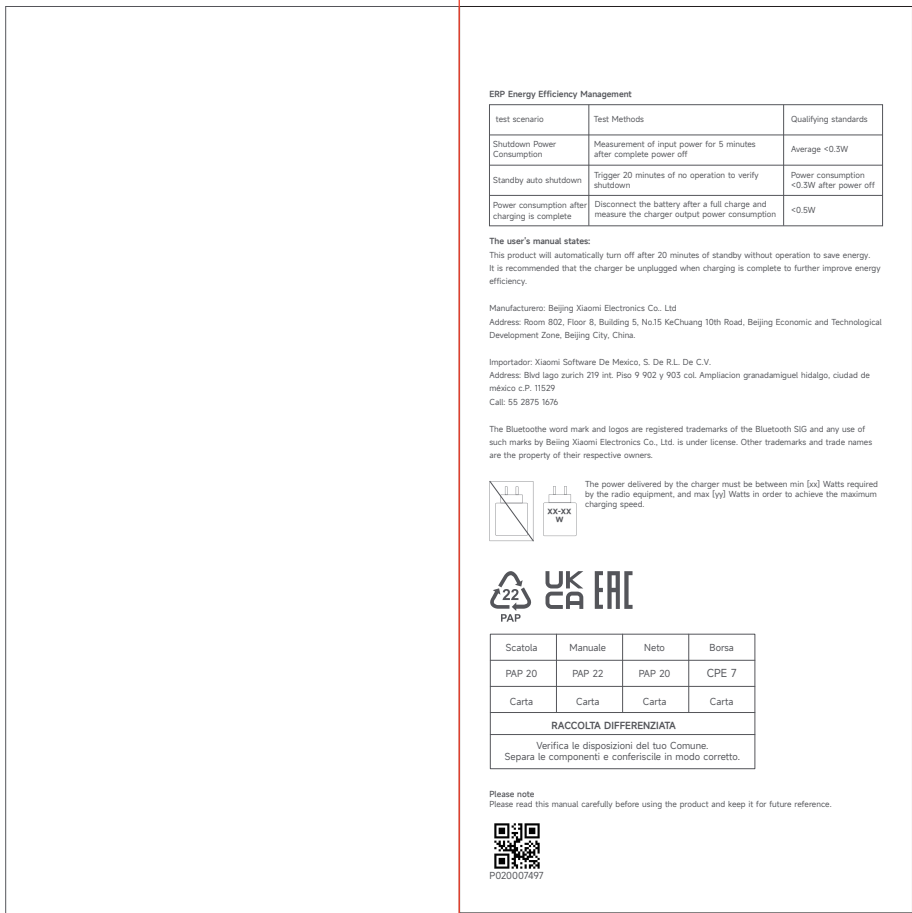 ERP Energy Efficiency Management
test scenario
Test Methods
Qualifying standards
Shutdown Power
Consumption
Measurement of input power for 5 minutes
after complete power off
Average <0.3W
Standby auto shutdown
Trigger 20 minutes of no operation to verify
shutdown
Power consumption
<0.3W after power off
Power consumption after
charging is complete
Disconnect the battery after a full charge and
measure the charger output power consumption
<0.5W
The user's manual states:
This product will automatically turn off after 20 minutes of standby without operation to save energy.
It is recommended that the charger be unplugged when charging is complete to further improve energy
efficiency.
Manufacturero: Beijing Xiaomi Electronics Co.. Ltd
Address: Room 802, Floor 8, Building 5, No.15 KeChuang 10th Road, Beijing Economic and Technological
Development Zone, Beijing City, China.
Importador: Xiaomi Software De Mexico, S. De R.L. De C.V.
Address: Blvd lago zurich 219 int. Piso 9 902 y 903 col. Ampliacion granadamiguel hidalgo, ciudad de
méxico c.P. 11529
Call: 55 2875 1676
The Bluetoothe word mark and logos are registered trademarks of the Bluetooth SIG and any use of
such marks by Beiing Xiaomi Electronics Co., Ltd. is under license. Other trademarks and trade names
are the property of their respective owners.
The power delivered by the charger must be between min [xx] Watts required
by the radio equipment, and max [yy] Watts in order to achieve the maximum
charging speed.
XX-XX
W
22
PAP
UK
CA
EAC
Scatola
Manuale
Neto
Borsa
PAP 20
PAP 22
PAP 20
CPE 7
Carta
Carta
Carta
Carta
RACCOLTA DIFFERENZIATA
Verifica le disposizioni del tuo Comune.
Separa le componenti e conferiscile in modo corretto.
Please note
Please read this manual carefully before using the product and keep it for future reference.
P020007497